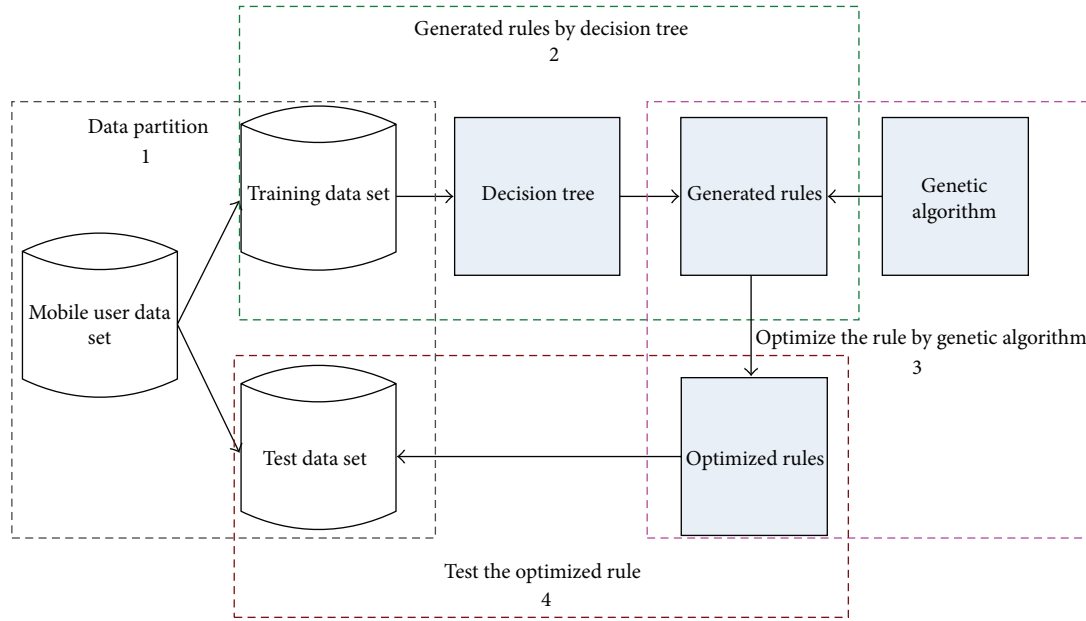 Generated rules by decision tree
2
Data partition
1
Training data set
Decision tree
Generated rules
Genetic
algorithm
Mobile user data
set
Optimize the rule by genetic algorithm
3
Test data set
Optimized rules
Test the optimized rule
4